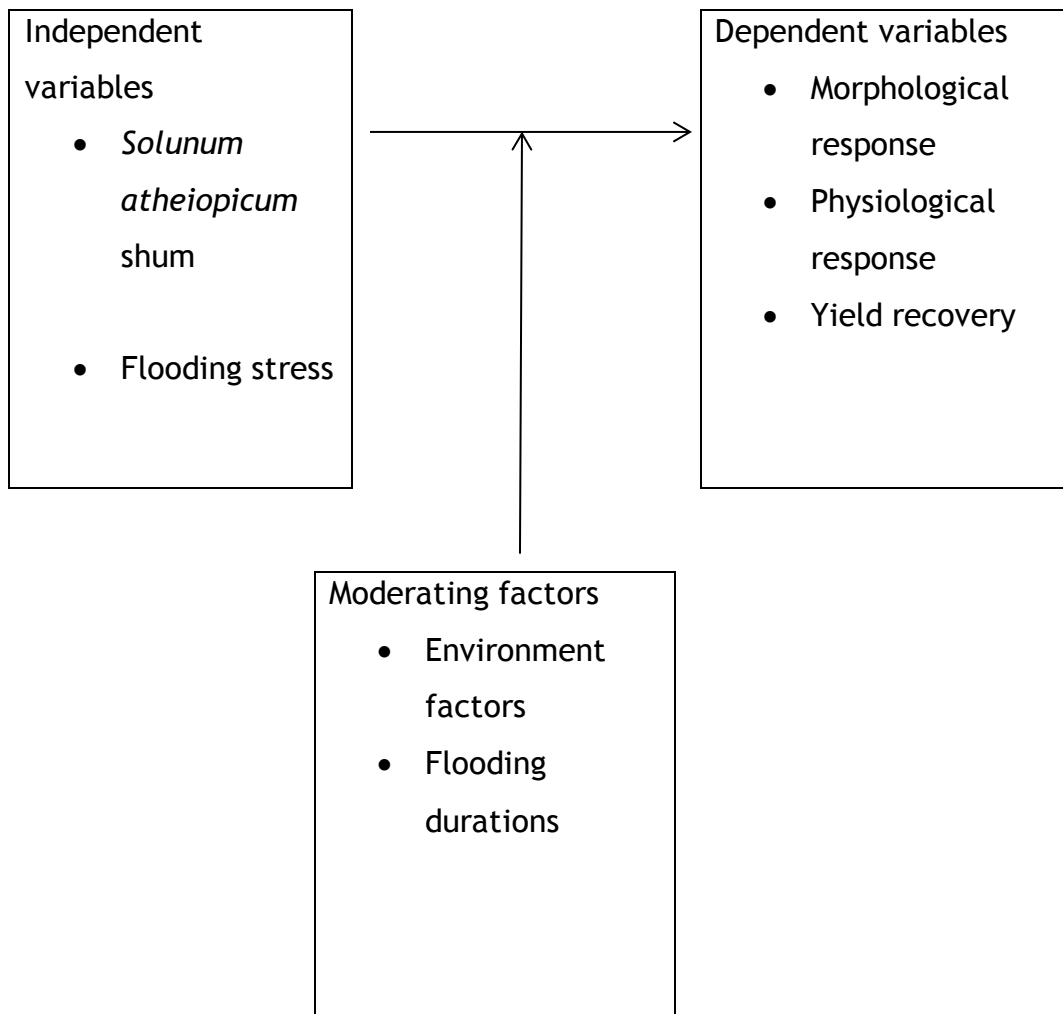 Independent
variables
• Solunum
atheiopicum
shum
• Flooding stress
Dependent variables
• Morphological
response
• Physiological
response
• Yield recovery
Moderating factors
• Environment
factors
• Flooding
durations